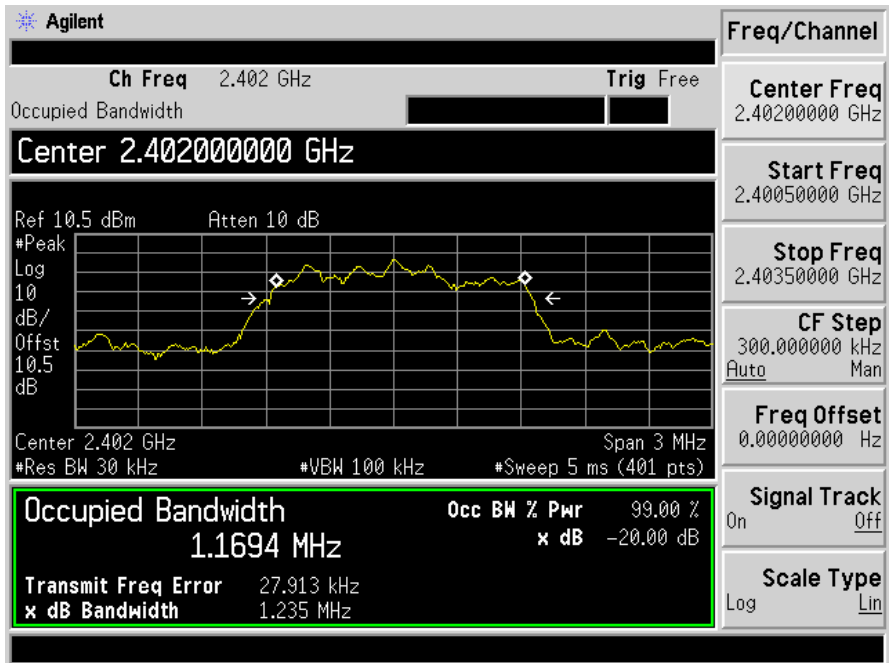 Agilent
Freq/Channel
Ch Freq 2.402 GHz Trig Free
Occupied Bandwidth
Center 2.402000000 GHz
Ref 10.5 dBm Atten 10 dB
#Peak
Log
10
dB/
Offst
10.5
dB
Center 2.402 GHz Span 3 MHz
#Res BW 30 kHz #VBW 100 kHz #Sweep 5 ms (401 pts)
Occupied Bandwidth Occ BW % Pwr 99.00 %
1.1694 MHz x dB -20.00 dB
Transmit Freq Error 27.913 kHz
x dB Bandwidth 1.235 MHz
Center Freq
2.40200000 GHz
Start Freq
2.40050000 GHz
Stop Freq
2.40350000 GHz
CF Step
300.000000 kHz
Auto Man
Freq Offset
0.00000000 Hz
Signal Track
On Off
Scale Type
Log Lin